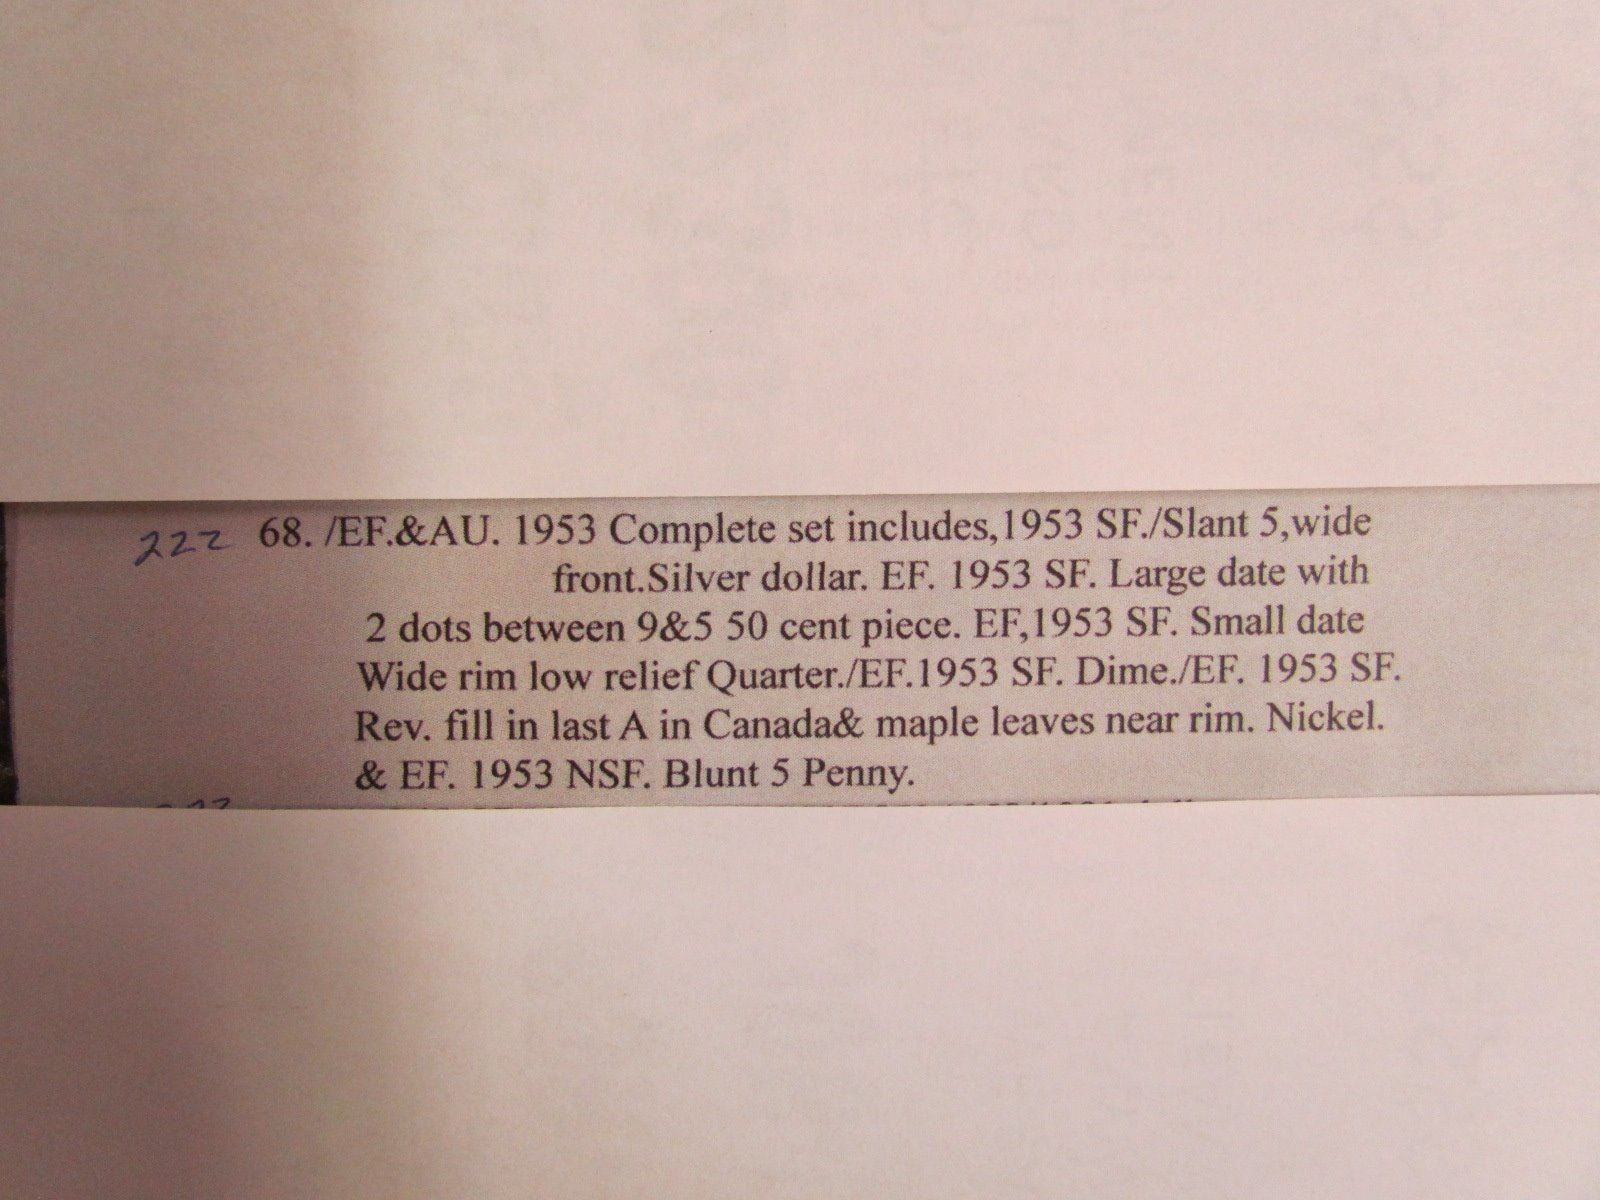 222 68. /EF.&AU. 1953 Complete set includes,1953 SF./Slant 5,wide
front.Silver dollar. EF. 1953 SF. Large date with
2 dots between 9&5 50 cent piece. EF,1953 SF. Small date
Wide rim low relief Quarter./EF.1953 SF. Dime./EF. 1953 SF.
Rev. fill in last A in Canada& maple leaves near rim. Nickel.
& EF. 1953 NSF. Blunt 5 Penny.